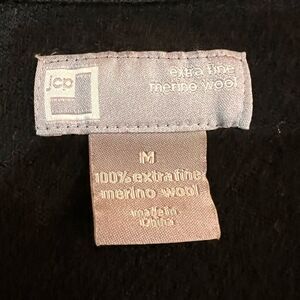 jcp
extra fine
merino wool
M
100% extra fine
merino wool
made in
China